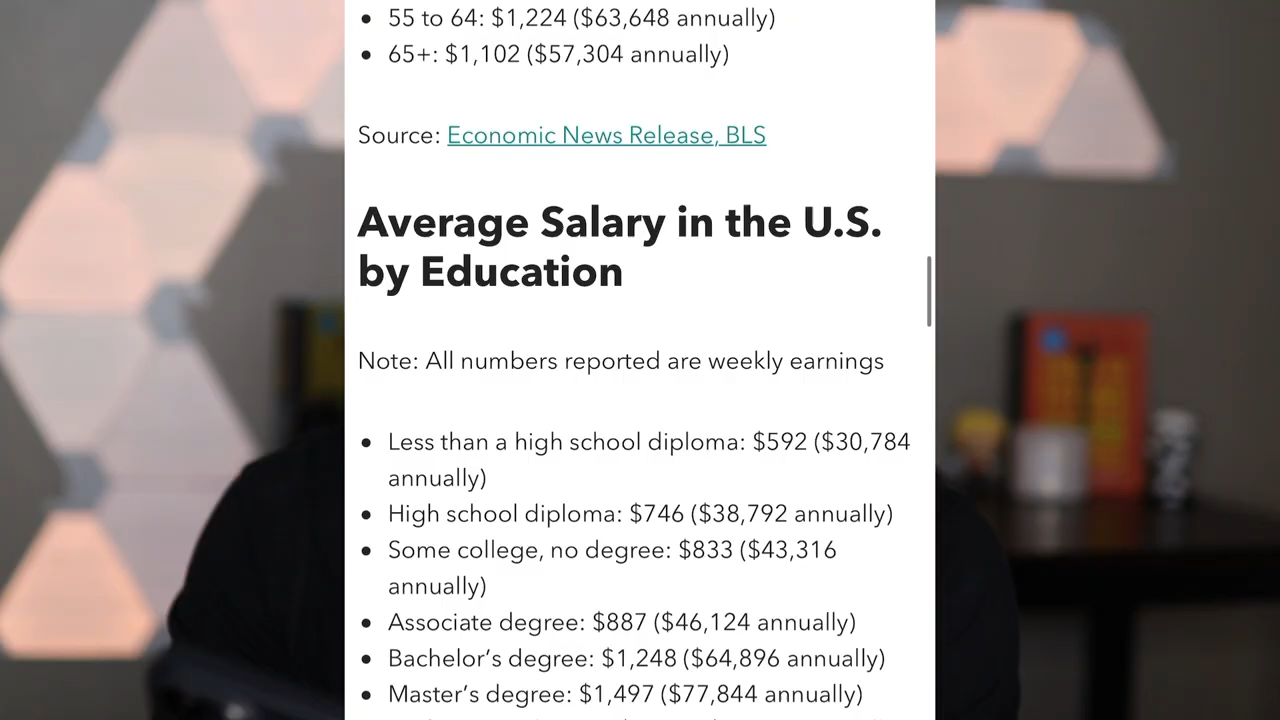 • 55 to 64: $1,224 ($63,648 annually)
• 65+: $1,102 ($57,304 annually)
Source: Economic News Release, BLS
Average Salary in the U.S.
by Education
Note: All numbers reported are weekly earnings
• Less than a high school diploma: $592 ($30,784
annually)
• High school diploma: $746 ($38,792 annually)
• Some college, no degree: $833 ($43,316
annually)
• Associate degree: $887 ($46,124 annually)
• Bachelor’s degree: $1,248 ($64,896 annually)
• Master’s degree: $1,497 ($77,844 annually)